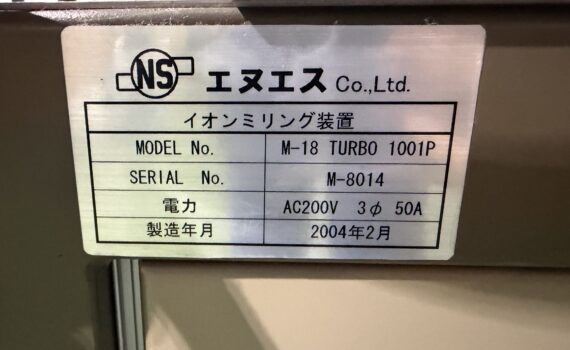 NS エヌエス Co.,Ltd.
イオンミリング装置
MODEL No. M-18 TURBO 1001P
SERIAL No. M-8014
電力 AC200V 3φ 50A
製造年月 2004年2月